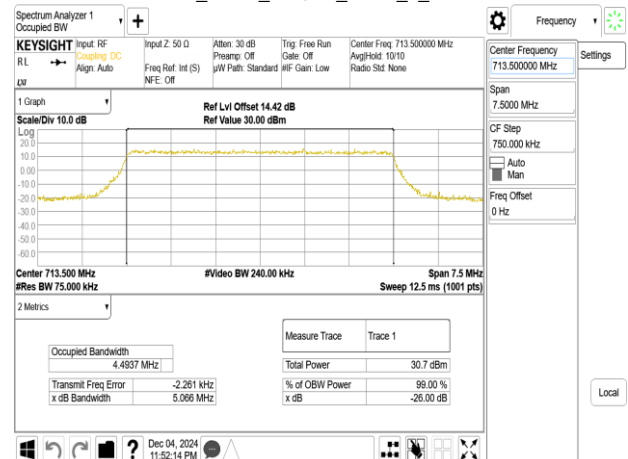 Spectrum Analyzer 1
Occupied BW
Frequency
KEYSIGHT
Input: RF
Input Z: 50 Ω
Atten: 30 dB
Trig: Free Run
Center Freq: 713.500000 MHz
RL
Coupling: DC
Preamp: Off
Gate: Off
Avg|Hold: 10/10
Align: Auto
Freq Ref: Int (S)
µW Path: Standard
#IF Gain: Low
Radio Std: None
NFE: Off
Center Frequency
713.500000 MHz
Settings
Span
7.5000 MHz
CF Step
750.000 kHz
Auto
Man
Freq Offset
0 Hz
Local
1 Graph
Ref Lvl Offset 14.42 dB
Scale/Div 10.0 dB
Ref Value 30.00 dBm
Log
20.0
10.0
0.00
-10.0
-20.0
-30.0
-40.0
-50.0
-60.0
Center 713.500 MHz
#Video BW 240.00 kHz
Span 7.5 MHz
#Res BW 75.000 kHz
Sweep 12.5 ms (1001 pts)
2 Metrics
Measure Trace
Trace 1
Occupied Bandwidth
4.4937 MHz
Total Power
30.7 dBm
Transmit Freq Error
-2.261 kHz
% of OBW Power
99.00 %
x dB Bandwidth
5.066 MHz
x dB
-26.00 dB
?
Dec 04, 2024
11:52:14 PM